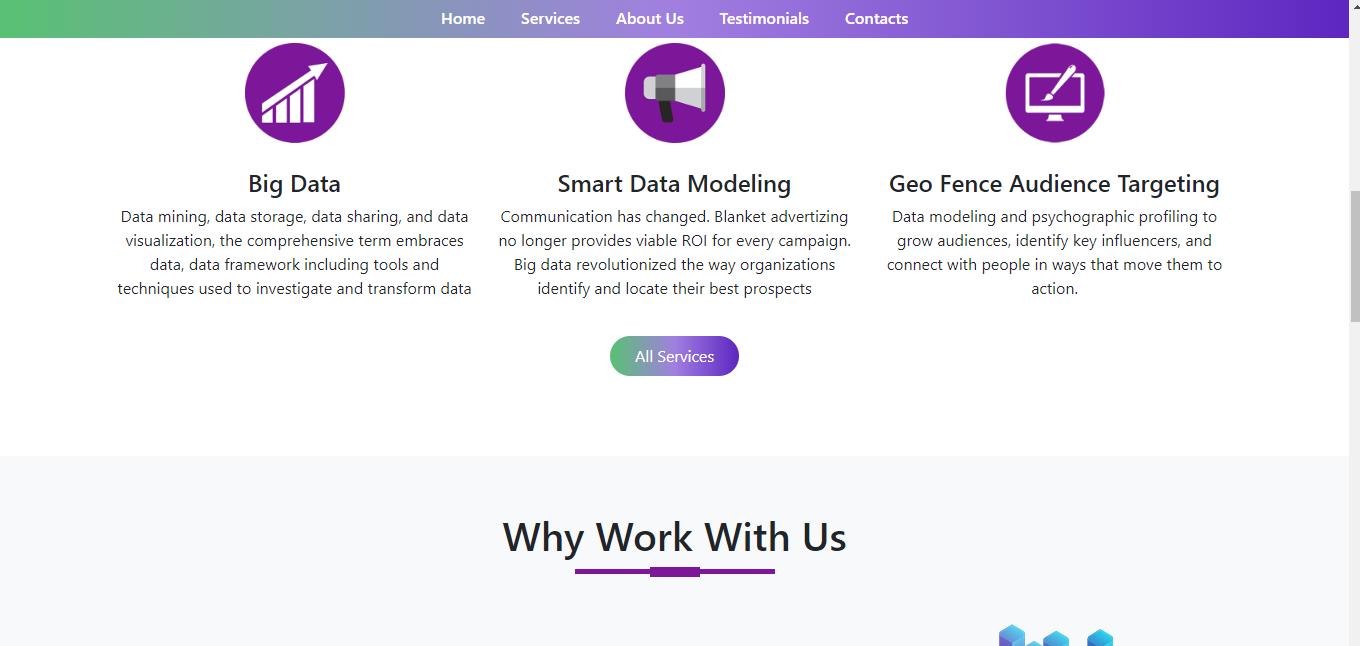 Home Services About Us Testimonials Contacts
Big Data
Data mining, data storage, data sharing, and data
visualization, the comprehensive term embraces
data, data framework including tools and
techniques used to investigate and transform data
Smart Data Modeling
Communication has changed. Blanket advertizing
no longer provides viable ROI for every campaign.
Big data revolutionized the way organizations
identify and locate their best prospects
Geo Fence Audience Targeting
Data modeling and psychographic profiling to
grow audiences, identify key influencers, and
connect with people in ways that move them to
action.
All Services
Why Work With Us